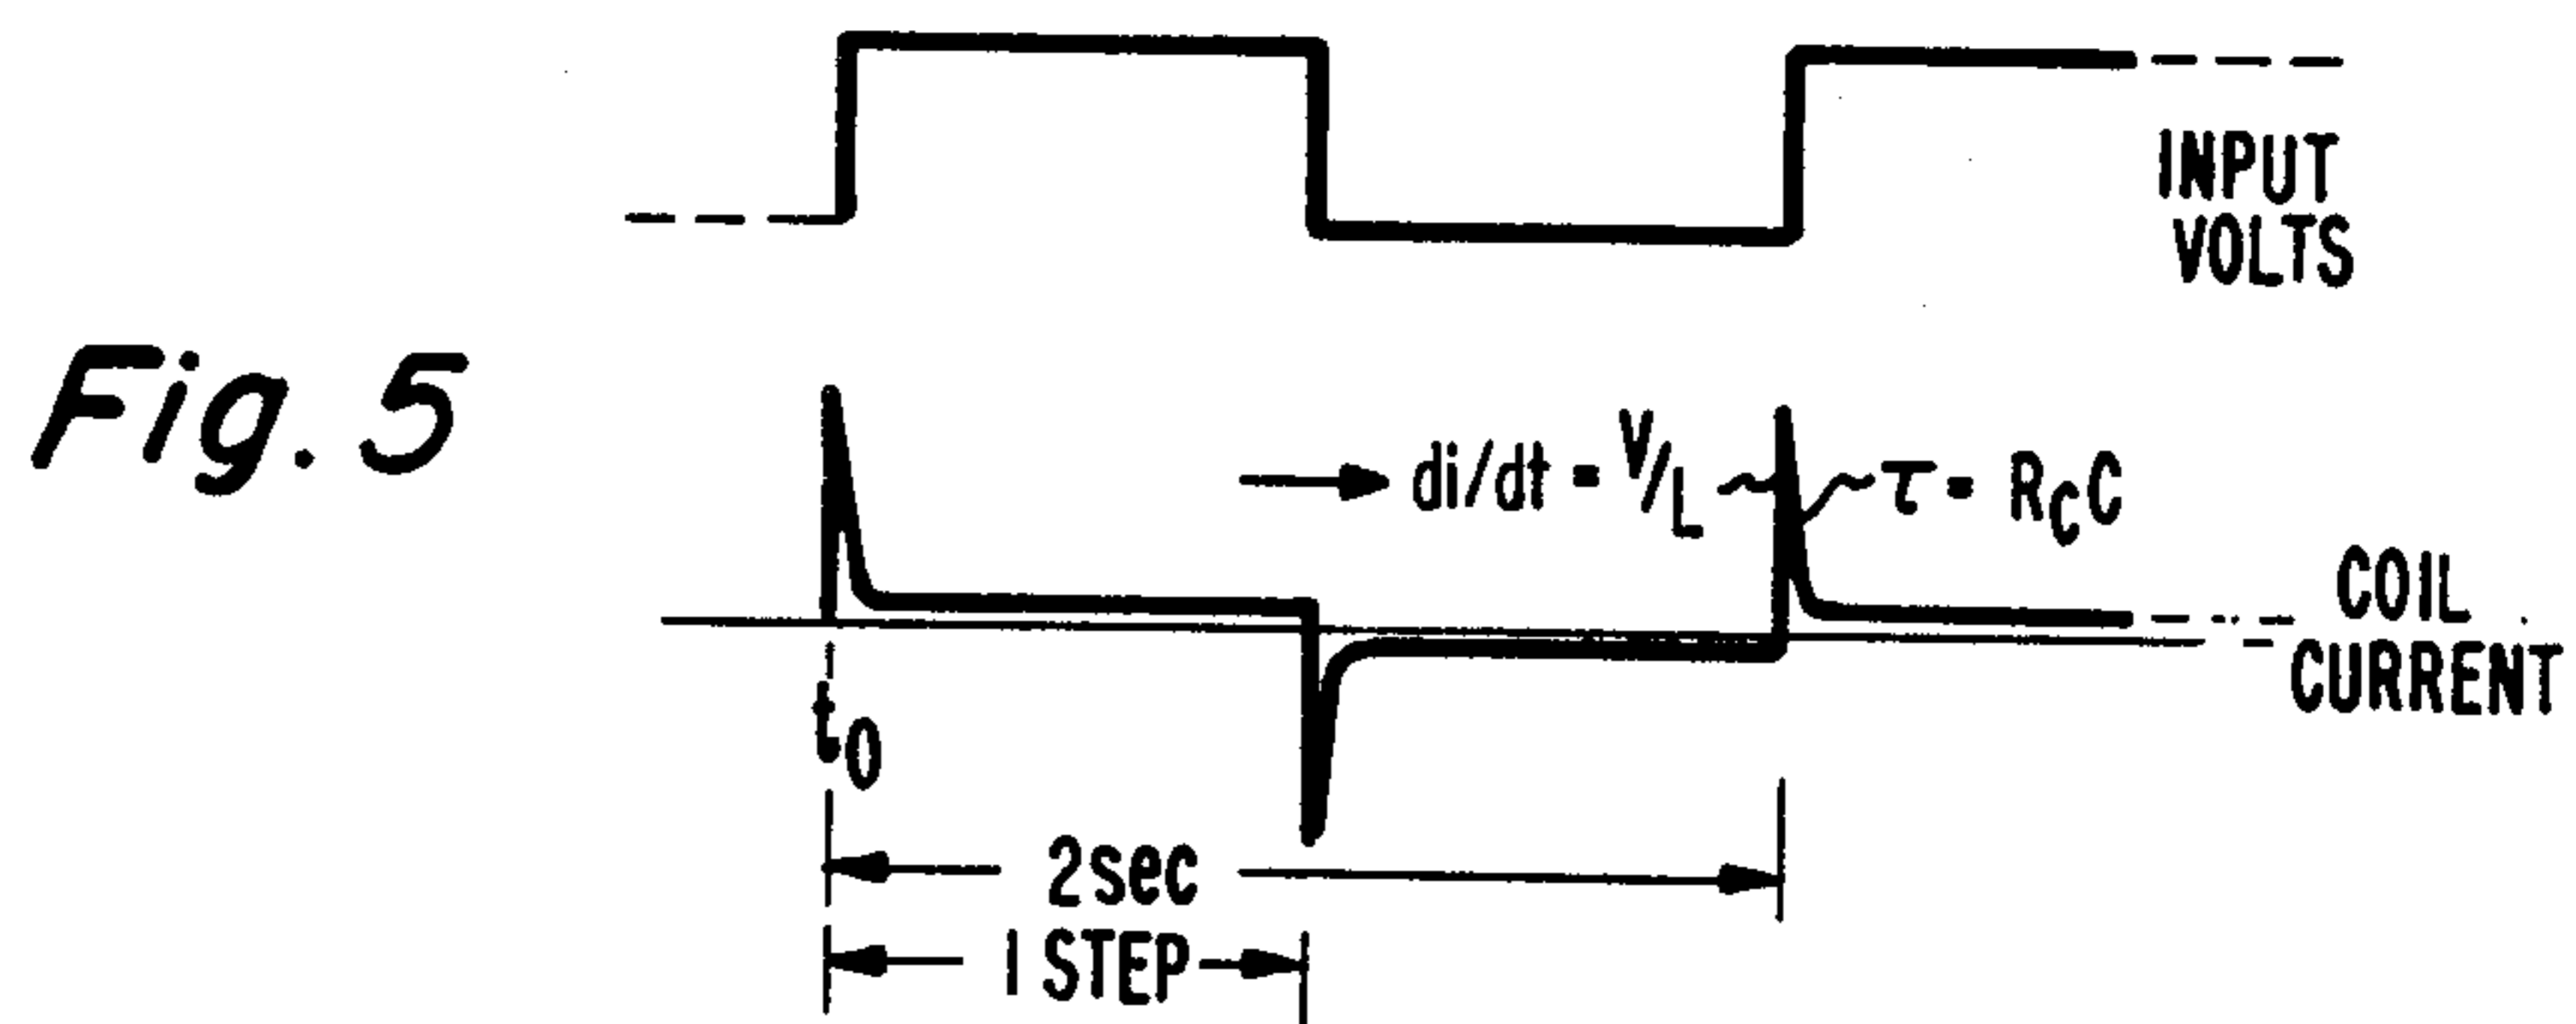 INPUT
VOLTS
Fig. 5
di/dt = V/L
τ = RCC
COIL
CURRENT
t0
2sec
1 STEP